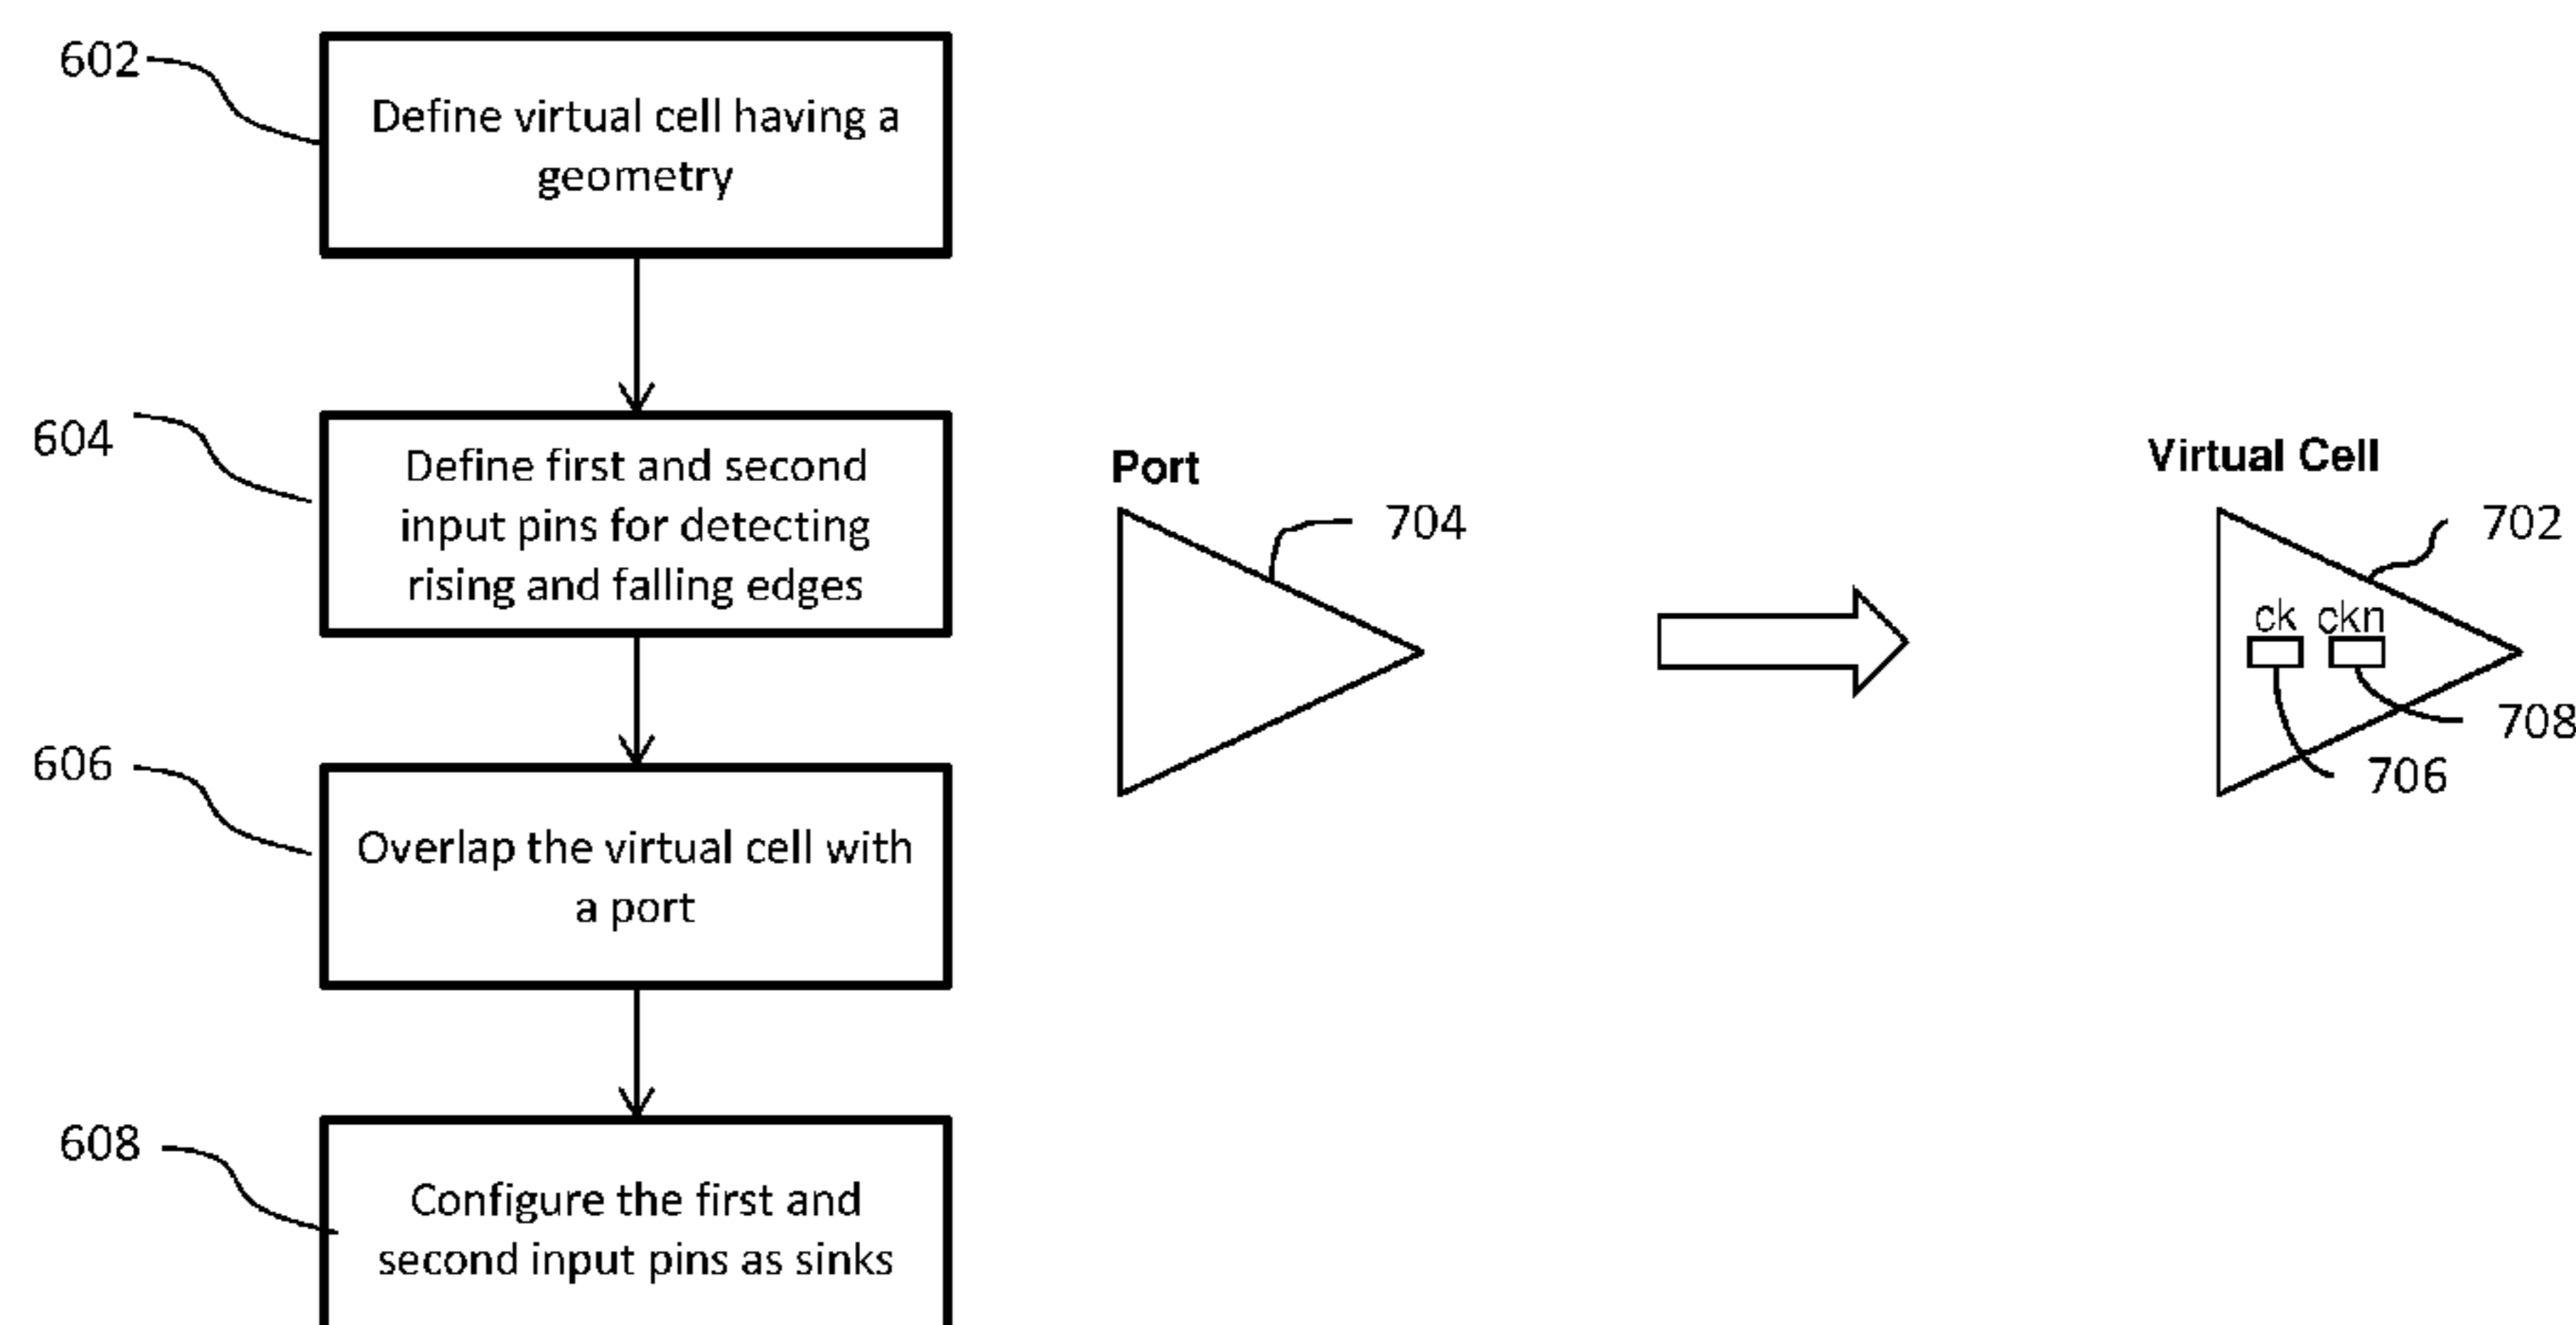 602
Define virtual cell having a
geometry
604
Define first and second
input pins for detecting
rising and falling edges
606
Overlap the virtual cell with
a port
608
Configure the first and
second input pins as sinks
Port
704
Virtual Cell
702
ck ckn
708
706